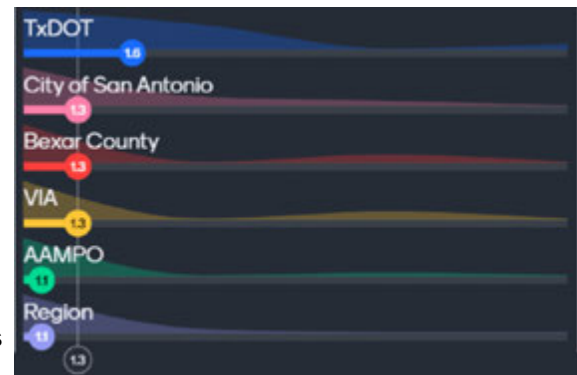 TxDOT
1.6
City of San Antonio
1.3
Bexar County
1.3
VIA
1.3
AAMPO
1.1
Region
1.1
s
1.3